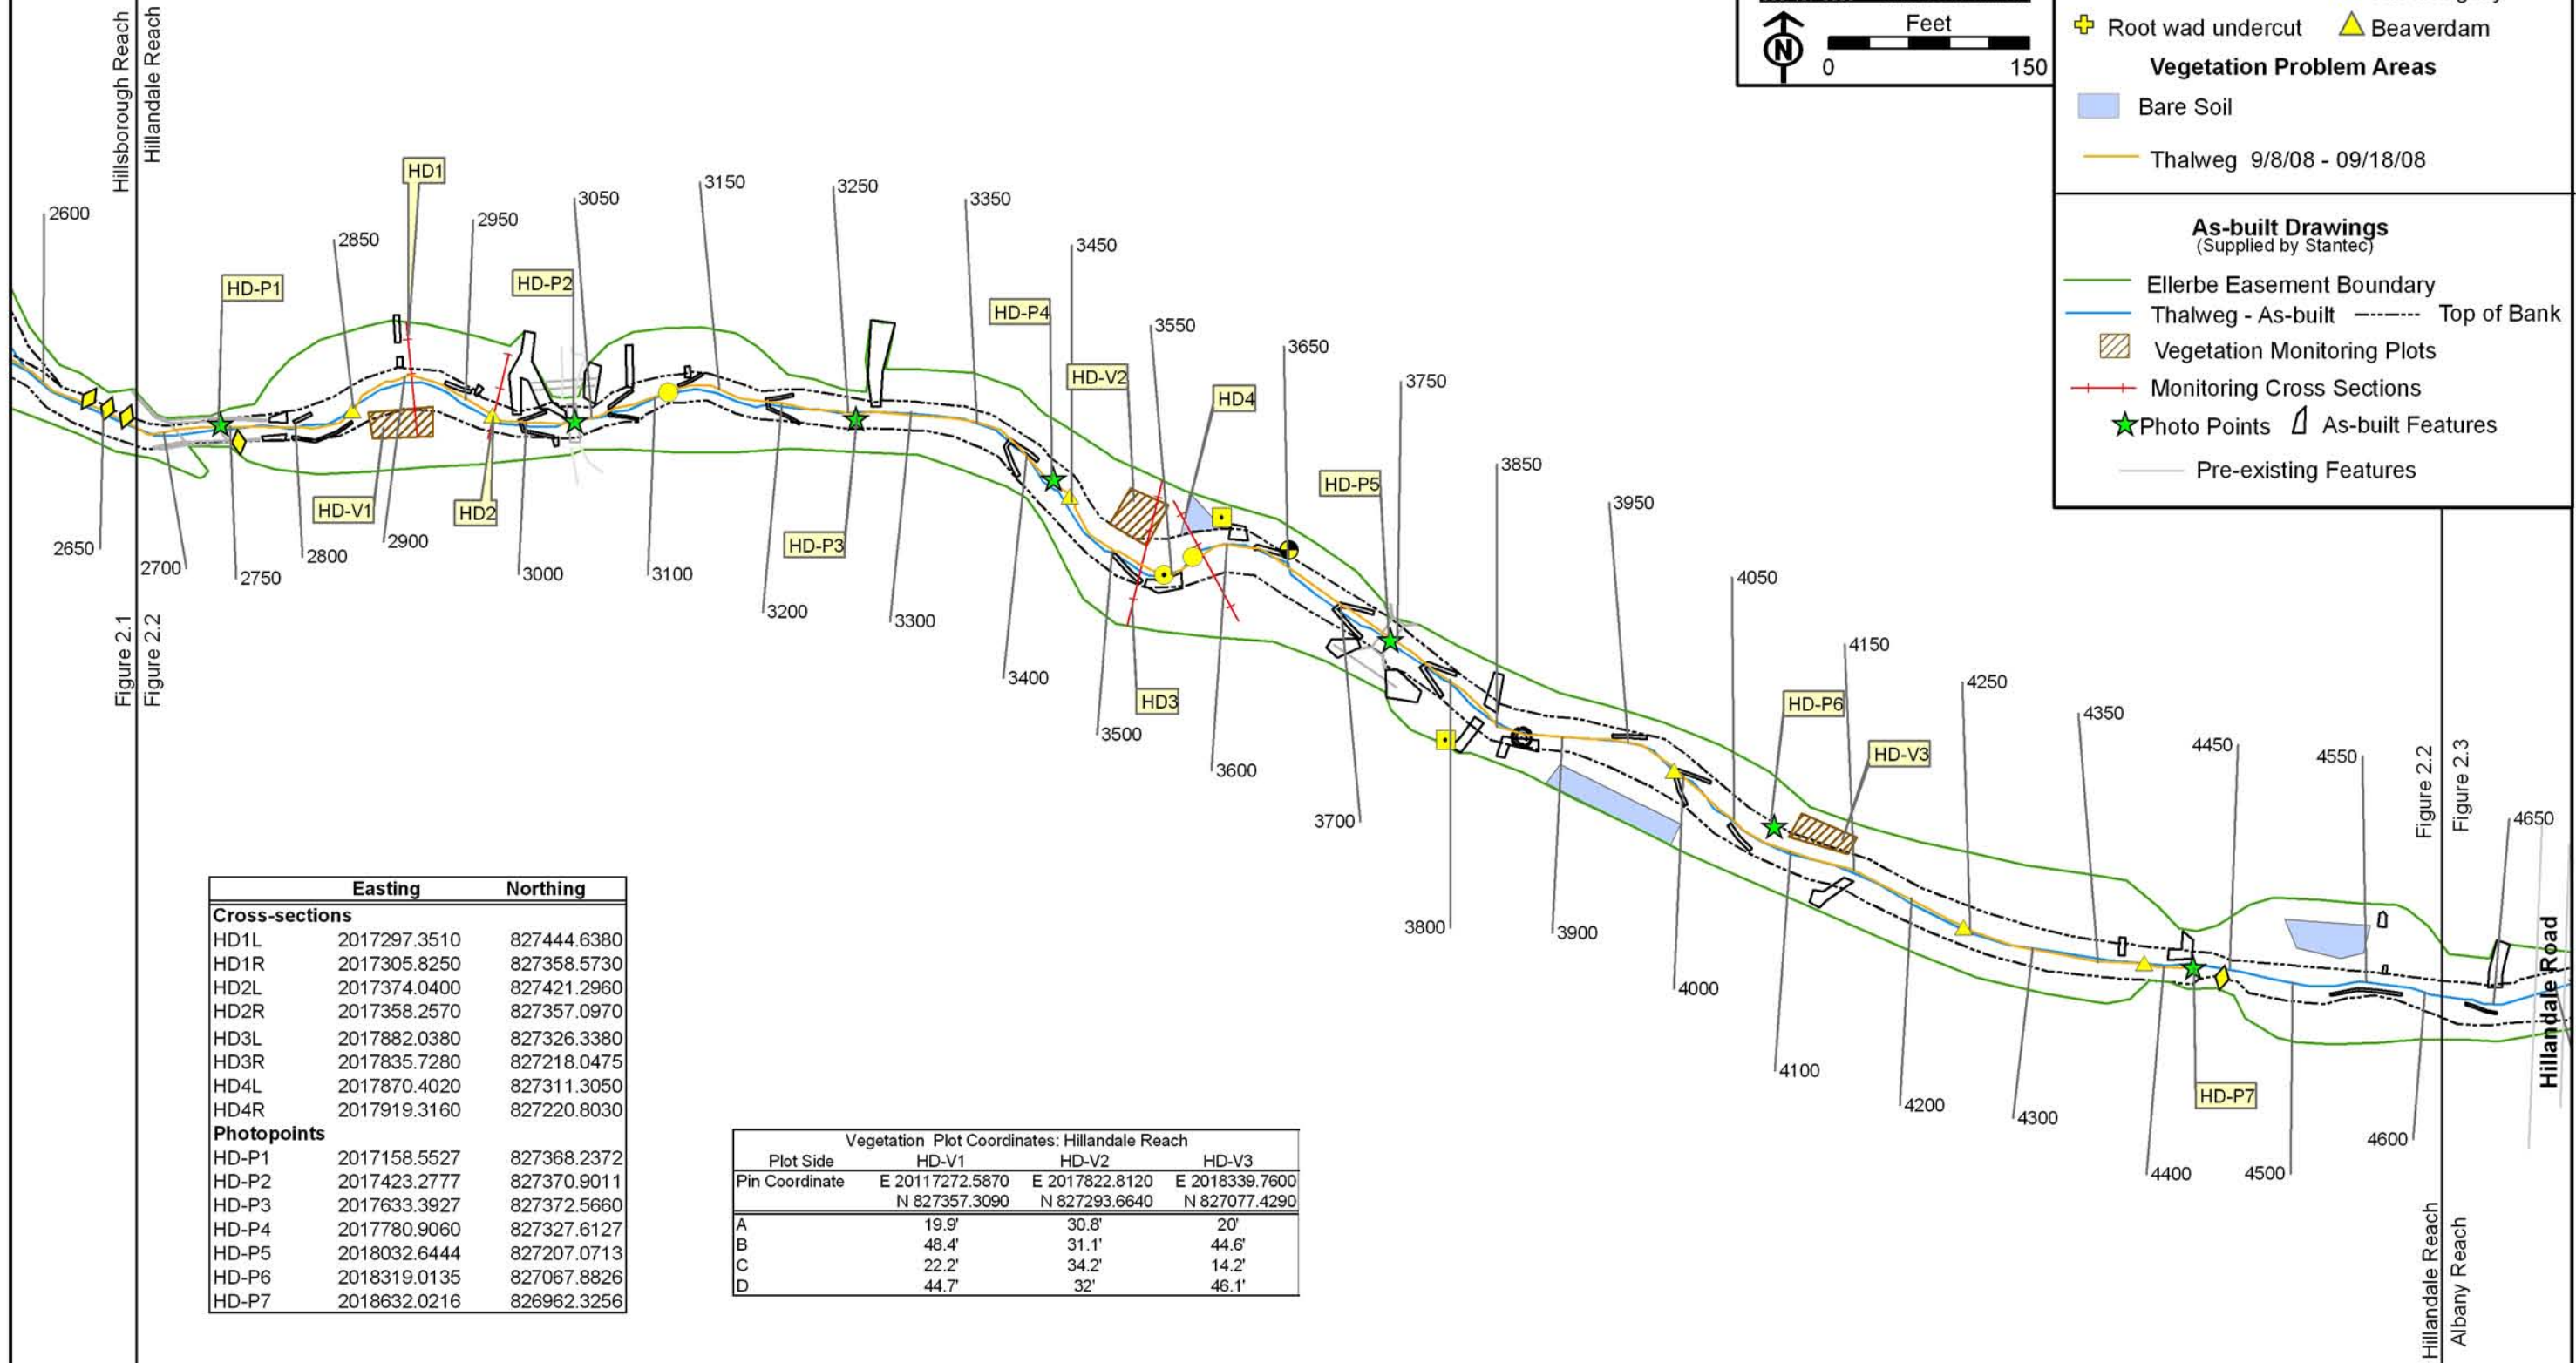 Hillsborough Reach
Hillandale Reach
Feet
N
0 150
Root wad undercut
Beaverdam
Vegetation Problem Areas
Bare Soil
Thalweg 9/8/08 - 09/18/08
As-built Drawings
(Supplied by Stantec)
Ellerbe Easement Boundary
Thalweg - As-built
Top of Bank
Vegetation Monitoring Plots
Monitoring Cross Sections
Photo Points
As-built Features
Pre-existing Features
HD1
3150
3250
3050
3350
2600
2950
2850
3450
HD-P2
HD-P1
HD-P4
3550
3650
HD-V2
3750
HD4
3850
HD-P5
3950
HD-V1
HD2
2900
HD-P3
2650
2800
2700
2750
3000
3100
4050
3200
3300
Figure 2.1
Figure 2.2
4150
3400
4250
HD3
HD-P6
4350
3500
HD-V3
4450
4550
3600
Figure 2.2
Figure 2.3
3700
4650
3800
3900
4000
Hillandale Road
4100
HD-P7
4200
4300
4600
4400
4500
Hillandale Reach
Albany Reach
Easting Northing
Cross-sections
HD1L 2017297.3510 827444.6380
HD1R 2017305.8250 827358.5730
HD2L 2017374.0400 827421.2960
HD2R 2017358.2570 827357.0970
HD3L 2017882.0380 827326.3380
HD3R 2017835.7280 827218.0475
HD4L 2017870.4020 827311.3050
HD4R 2017919.3160 827220.8030
Photopoints
HD-P1 2017158.5527 827368.2372
HD-P2 2017423.2777 827370.9011
HD-P3 2017633.3927 827372.5660
HD-P4 2017780.9060 827327.6127
HD-P5 2018032.6444 827207.0713
HD-P6 2018319.0135 827067.8826
HD-P7 2018632.0216 826962.3256
Vegetation Plot Coordinates: Hillandale Reach
Plot Side HD-V1 HD-V2 HD-V3
Pin Coordinate E 20117272.5870 E 2017822.8120 E 2018339.7600
N 827357.3090 N 827293.6640 N 827077.4290
A 19.9' 30.8' 20'
B 48.4' 31.1' 44.6'
C 22.2' 34.2' 14.2'
D 44.7' 32' 46.1'